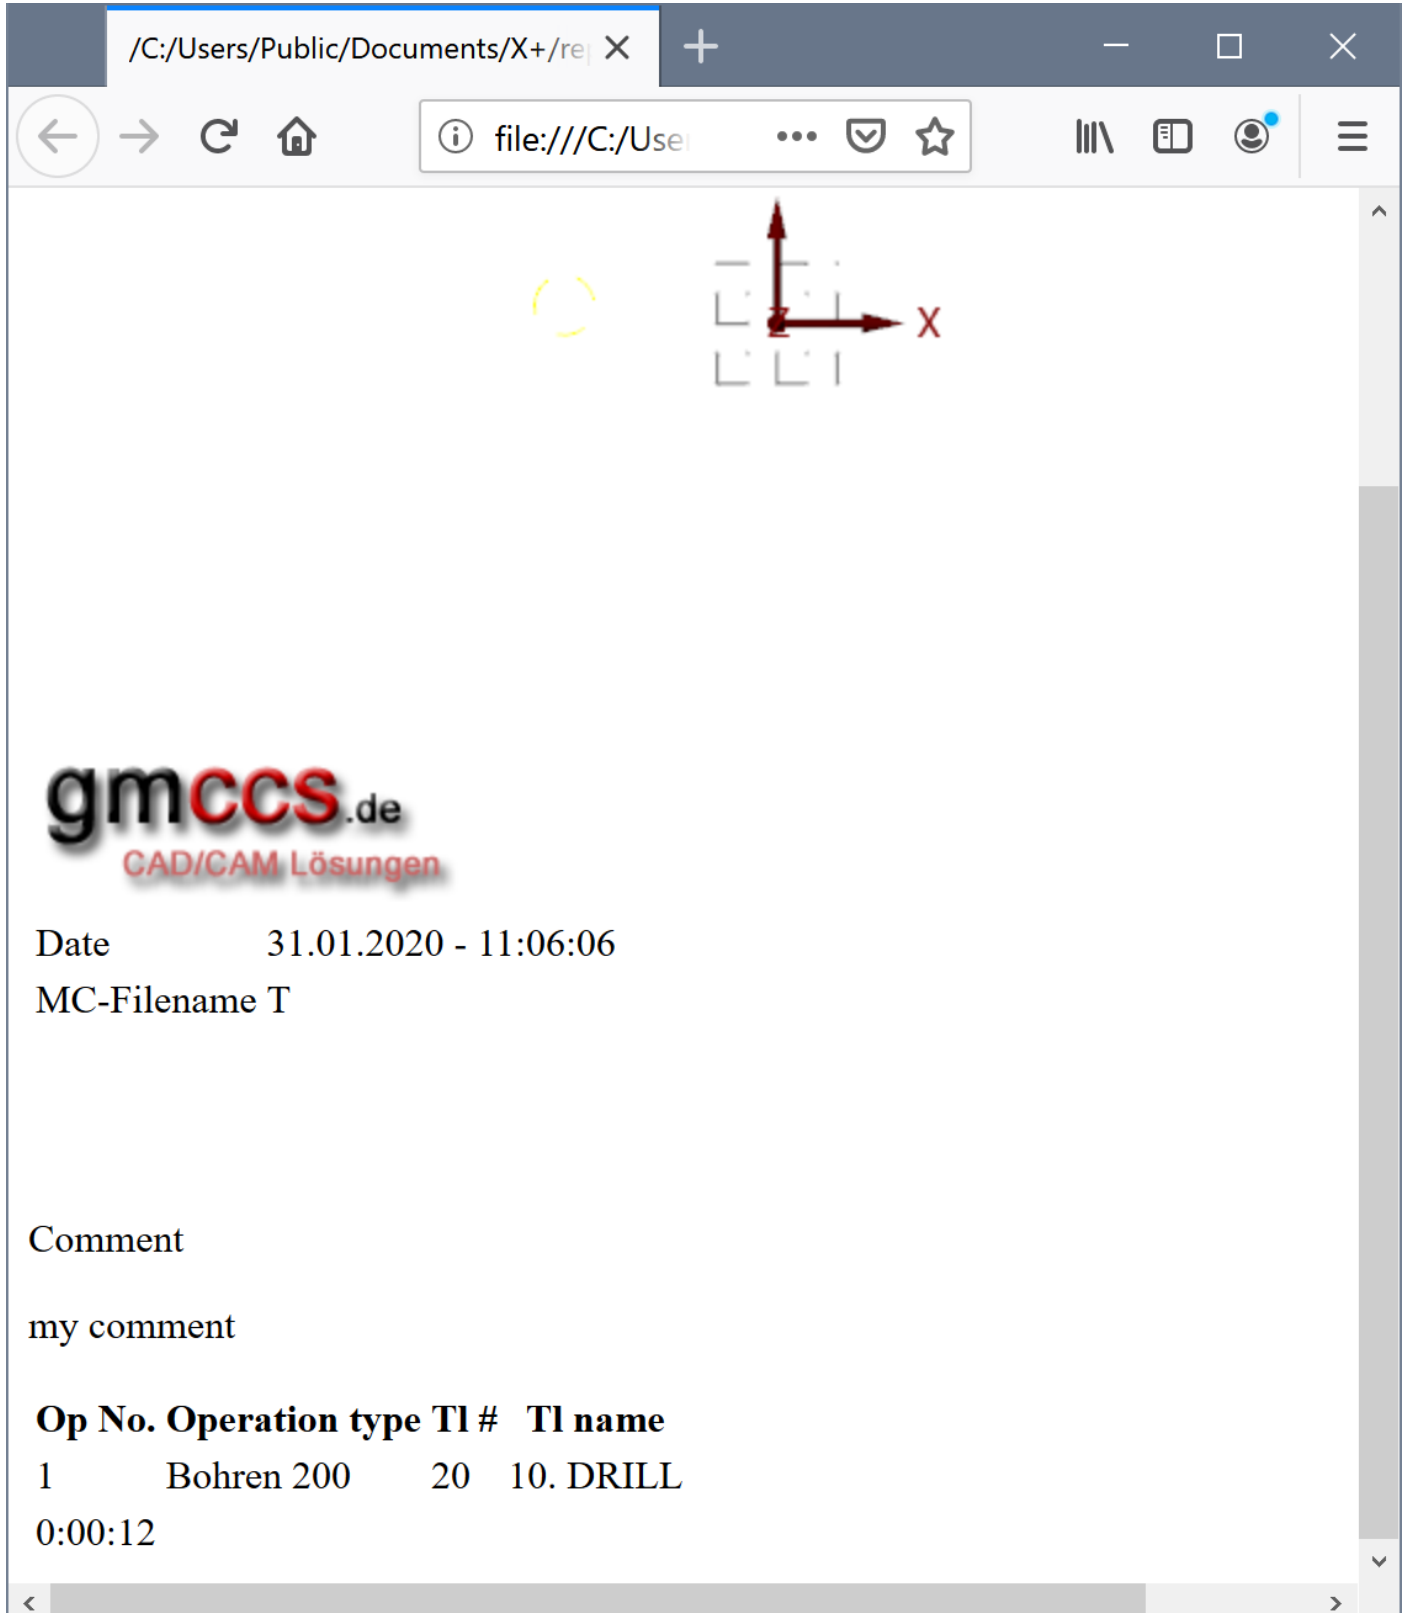 /C:/Users/Public/Documents/X+/re
file:///C:/User
Z X
gmccs.de
CAD/CAM Lösungen
Date 31.01.2020 - 11:06:06
MC-Filename T
Comment
my comment
Op No. Operation type Tl # Tl name
1 Bohren 200 20 10. DRILL
0:00:12